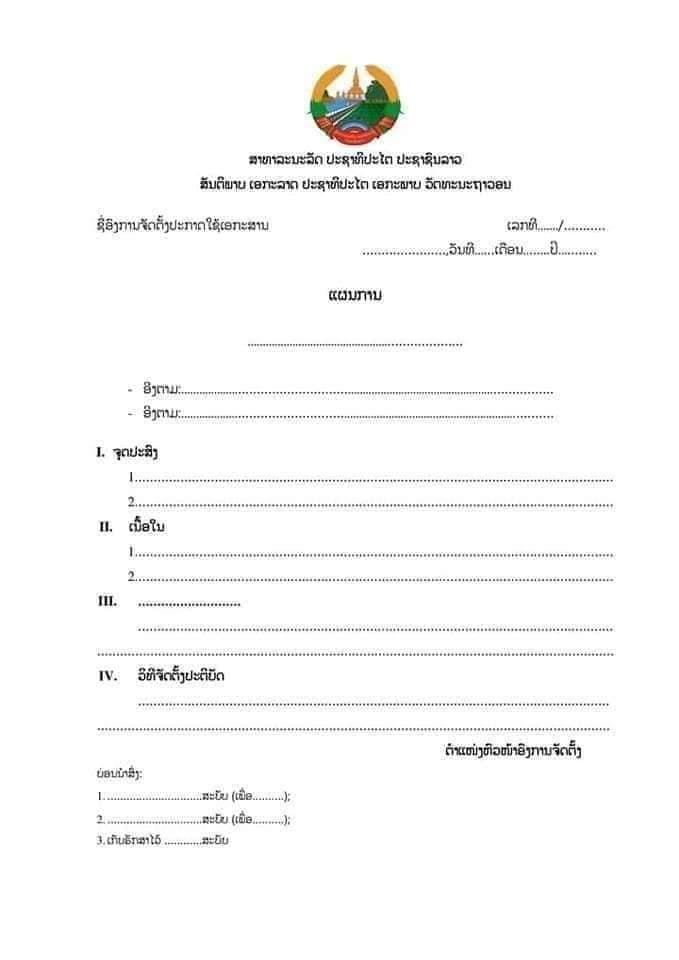 ສາທາລະນະລັດ ປະຊາທິປະໄຕ ປະຊາຊົນລາວ
ສັນຕິພາບ ເອກະລາດ ປະຊາທິປະໄຕ ເອກະພາບ ວັດທະນະຖາວອນ
ຊື່ອົງການຈັດຕັ້ງປະກາດໃຊ້ເອກະສານ ເລກທີ......./...........
......................,ວັນທີ......ເດືອນ........ປີ..........
ແຜນການ
.........................................................
- ອີງຕາມ:...................................................................................................
- ອີງຕາມ:...................................................................................................
I. ຈຸດປະສົງ
1...............................................................................................................................
2...............................................................................................................................
II. ເນື້ອໃນ
1...............................................................................................................................
2...............................................................................................................................
III. ...........................
...............................................................................................................................
.........................................................................................................................................
IV. ວິທີຈັດຕັ້ງປະຕິບັດ
...............................................................................................................................
.........................................................................................................................................
ຕຳແໜ່ງຫົວໜ້າອົງການຈັດຕັ້ງ
ບ່ອນນຳສົ່ງ:
1. ..............................ສະບັບ (ເພື່ອ..........);
2. ..............................ສະບັບ (ເພື່ອ..........);
3. ເກັບຮັກສາໄວ້ ............ສະບັບ